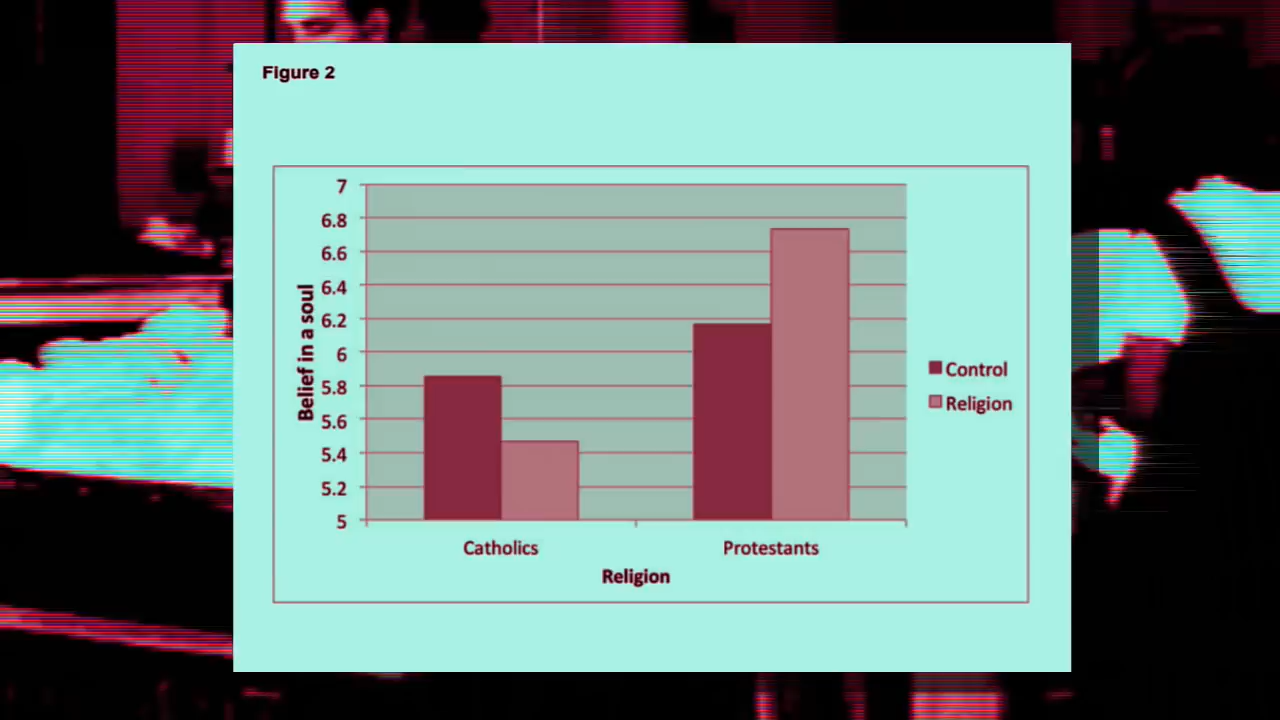 Figure 2
7
6.8
6.6
6.4
6.2
6
5.8
5.6
5.4
5.2
5
Belief in a soul
Catholics
Protestants
Religion
Control
Religion